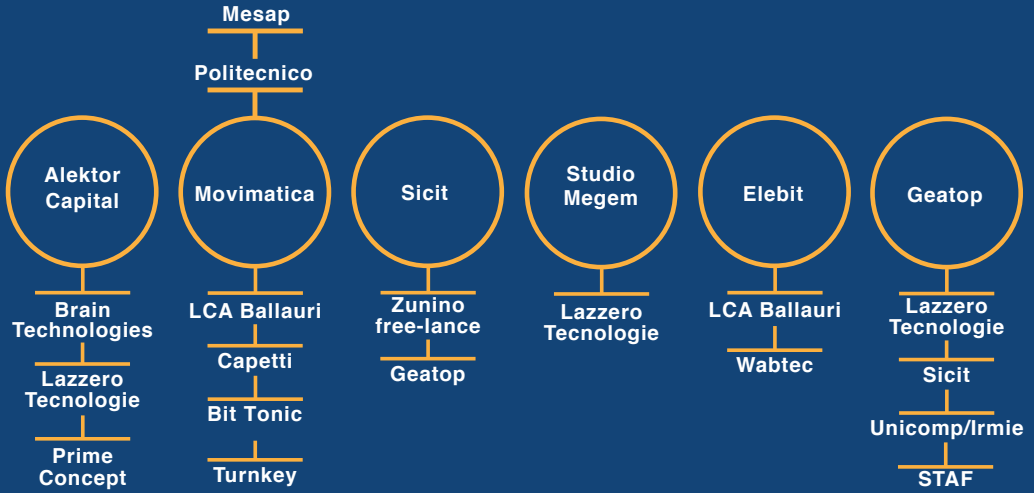 Mesap
Politecnico
Alektor
Capital
Movimatica
Sicit
Studio
Megem
Elebit
Geatop
Brain
Technologies
Lazzero
Tecnologie
Prime
Concept
LCA Ballauri
Capetti
Bit Tonic
Turnkey
Zunino
free-lance
Geatop
Lazzero
Tecnologie
LCA Ballauri
Wabtec
Lazzero
Tecnologie
Sicit
Unicomp/Irmie
STAF